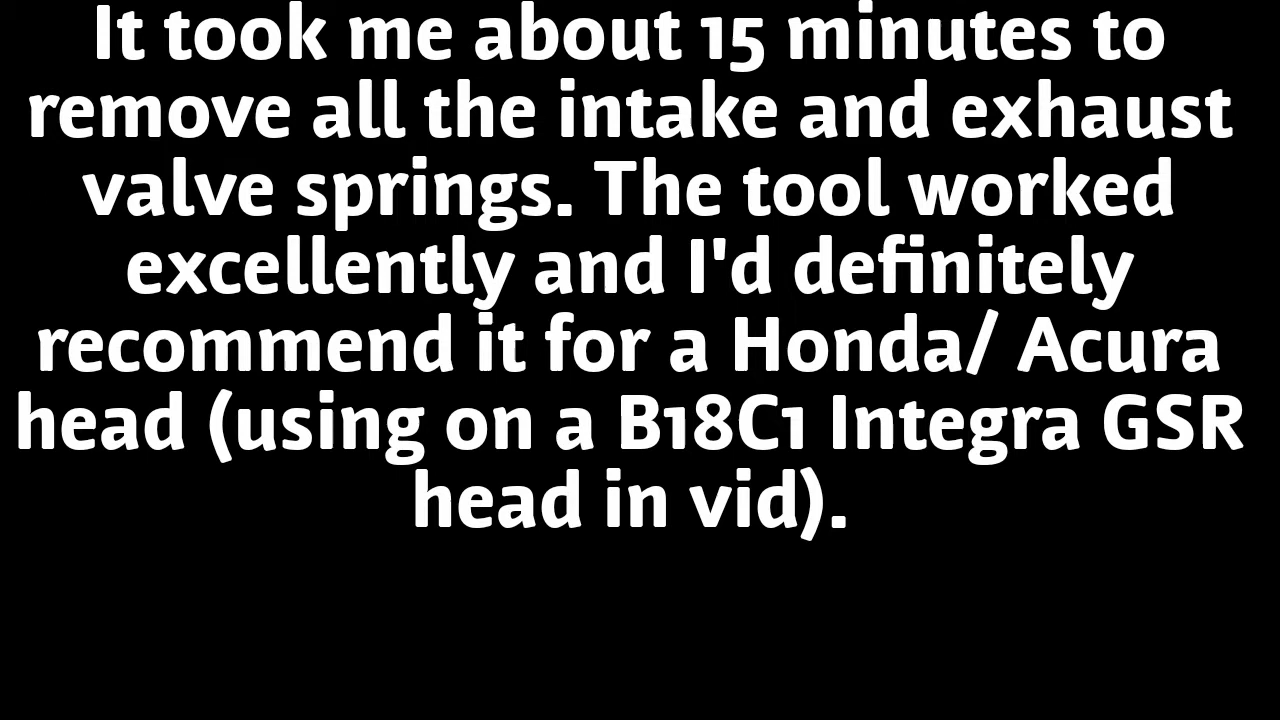 It took me about 15 minutes to
remove all the intake and exhaust
valve springs. The tool worked
excellently and I'd definitely
recommend it for a Honda/ Acura
head (using on a B18C1 Integra GSR
head in vid).